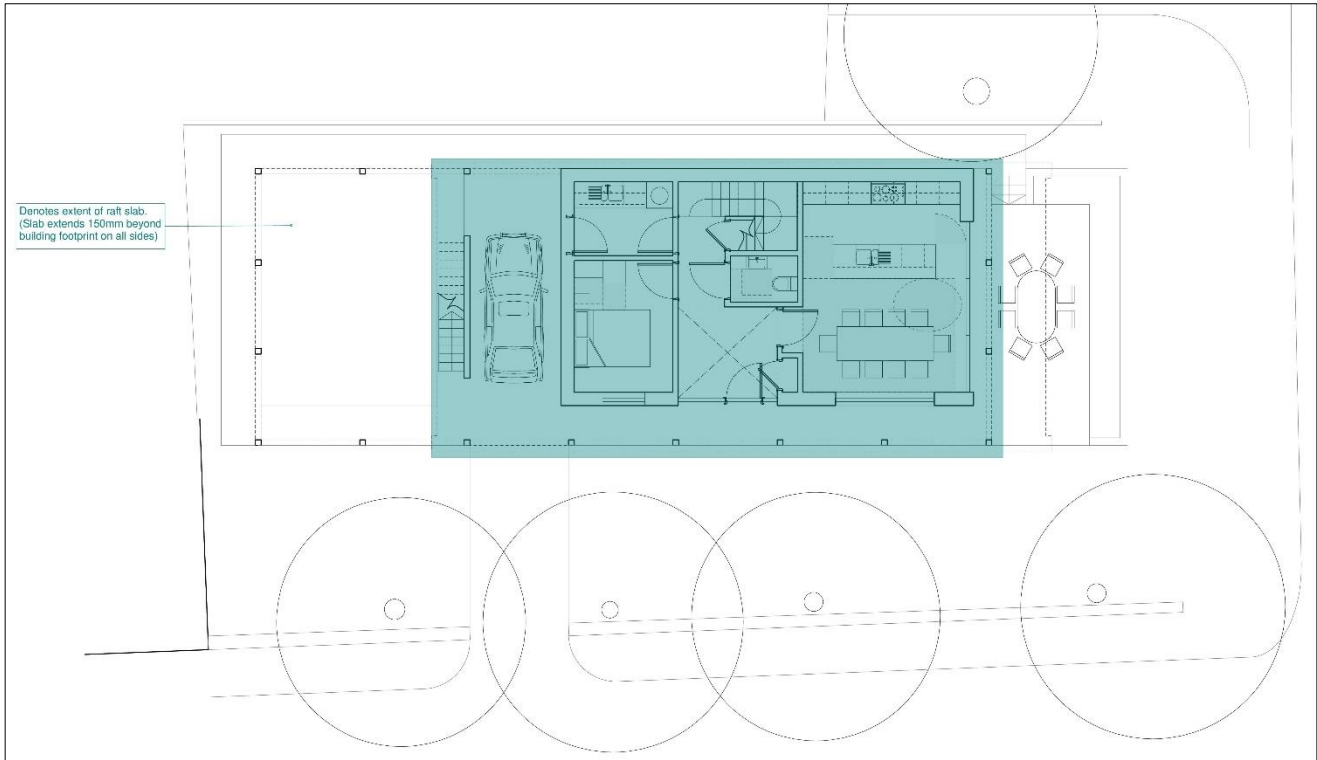 Denotes extent of raft slab.
(Slab extends 150mm beyond
building footprint on all sides)